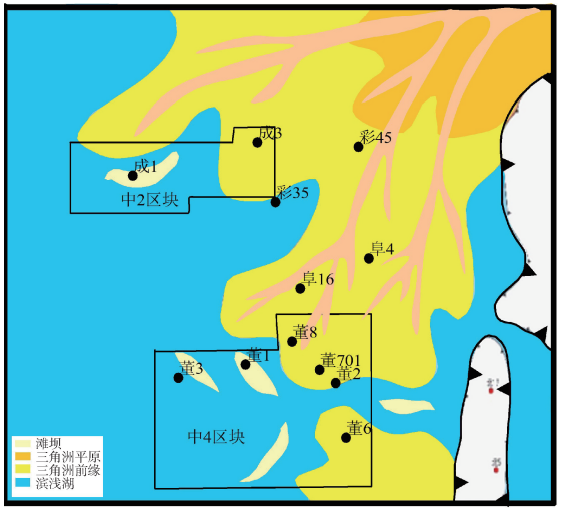 成3
彩45
成1
彩35
中2区块
阜4
阜16
董8
董1
董701
董3
董2
董6
中4区块
滩坝
三角洲平原
三角洲前缘
滨浅湖